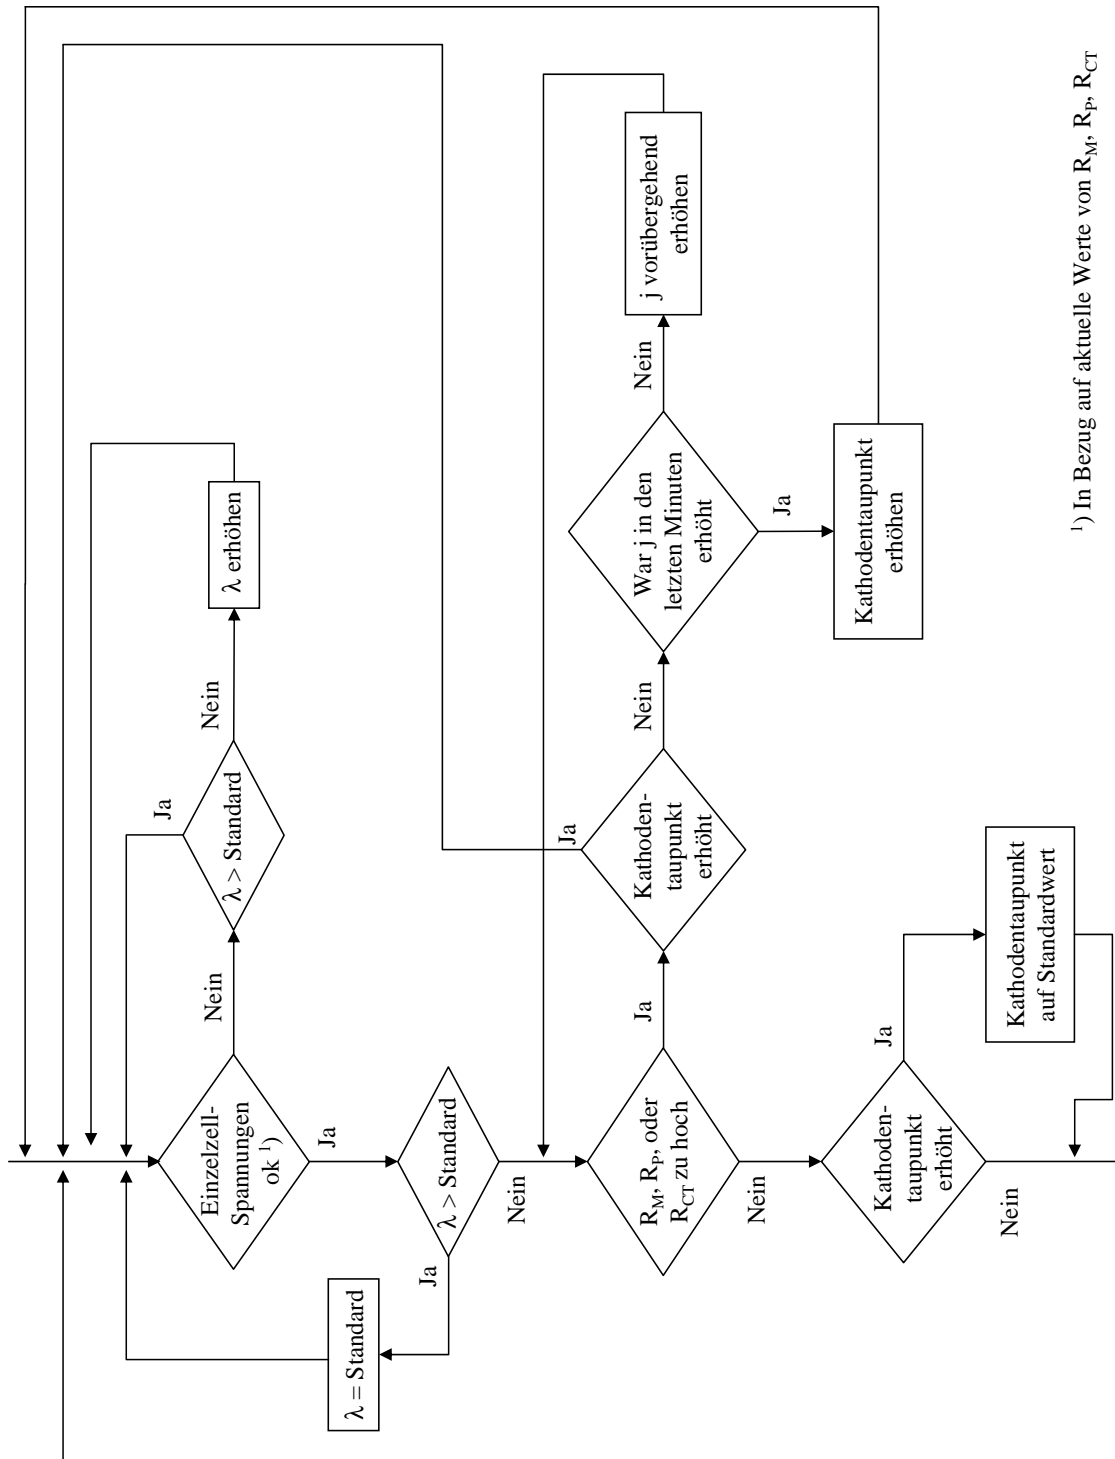 Einzelzell-
Spannungen
ok ¹)
Nein
λ > Standard
Ja
Nein
λ erhöhen
Ja
λ > Standard
Ja
λ = Standard
Nein
R_M, R_P, oder
R_CT zu hoch
Ja
Kathoden-
taupunkt
erhöht
Ja
Nein
War j in den
letzten Minuten
erhöht
Nein
j vorübergehend
erhöhen
Ja
Kathodentaupunkt
erhöhen
Nein
Kathoden-
taupunkt
erhöht
Ja
Kathodentaupunkt
auf Standardwert
Nein
¹) In Bezug auf aktuelle Werte von R_M, R_P, R_CT